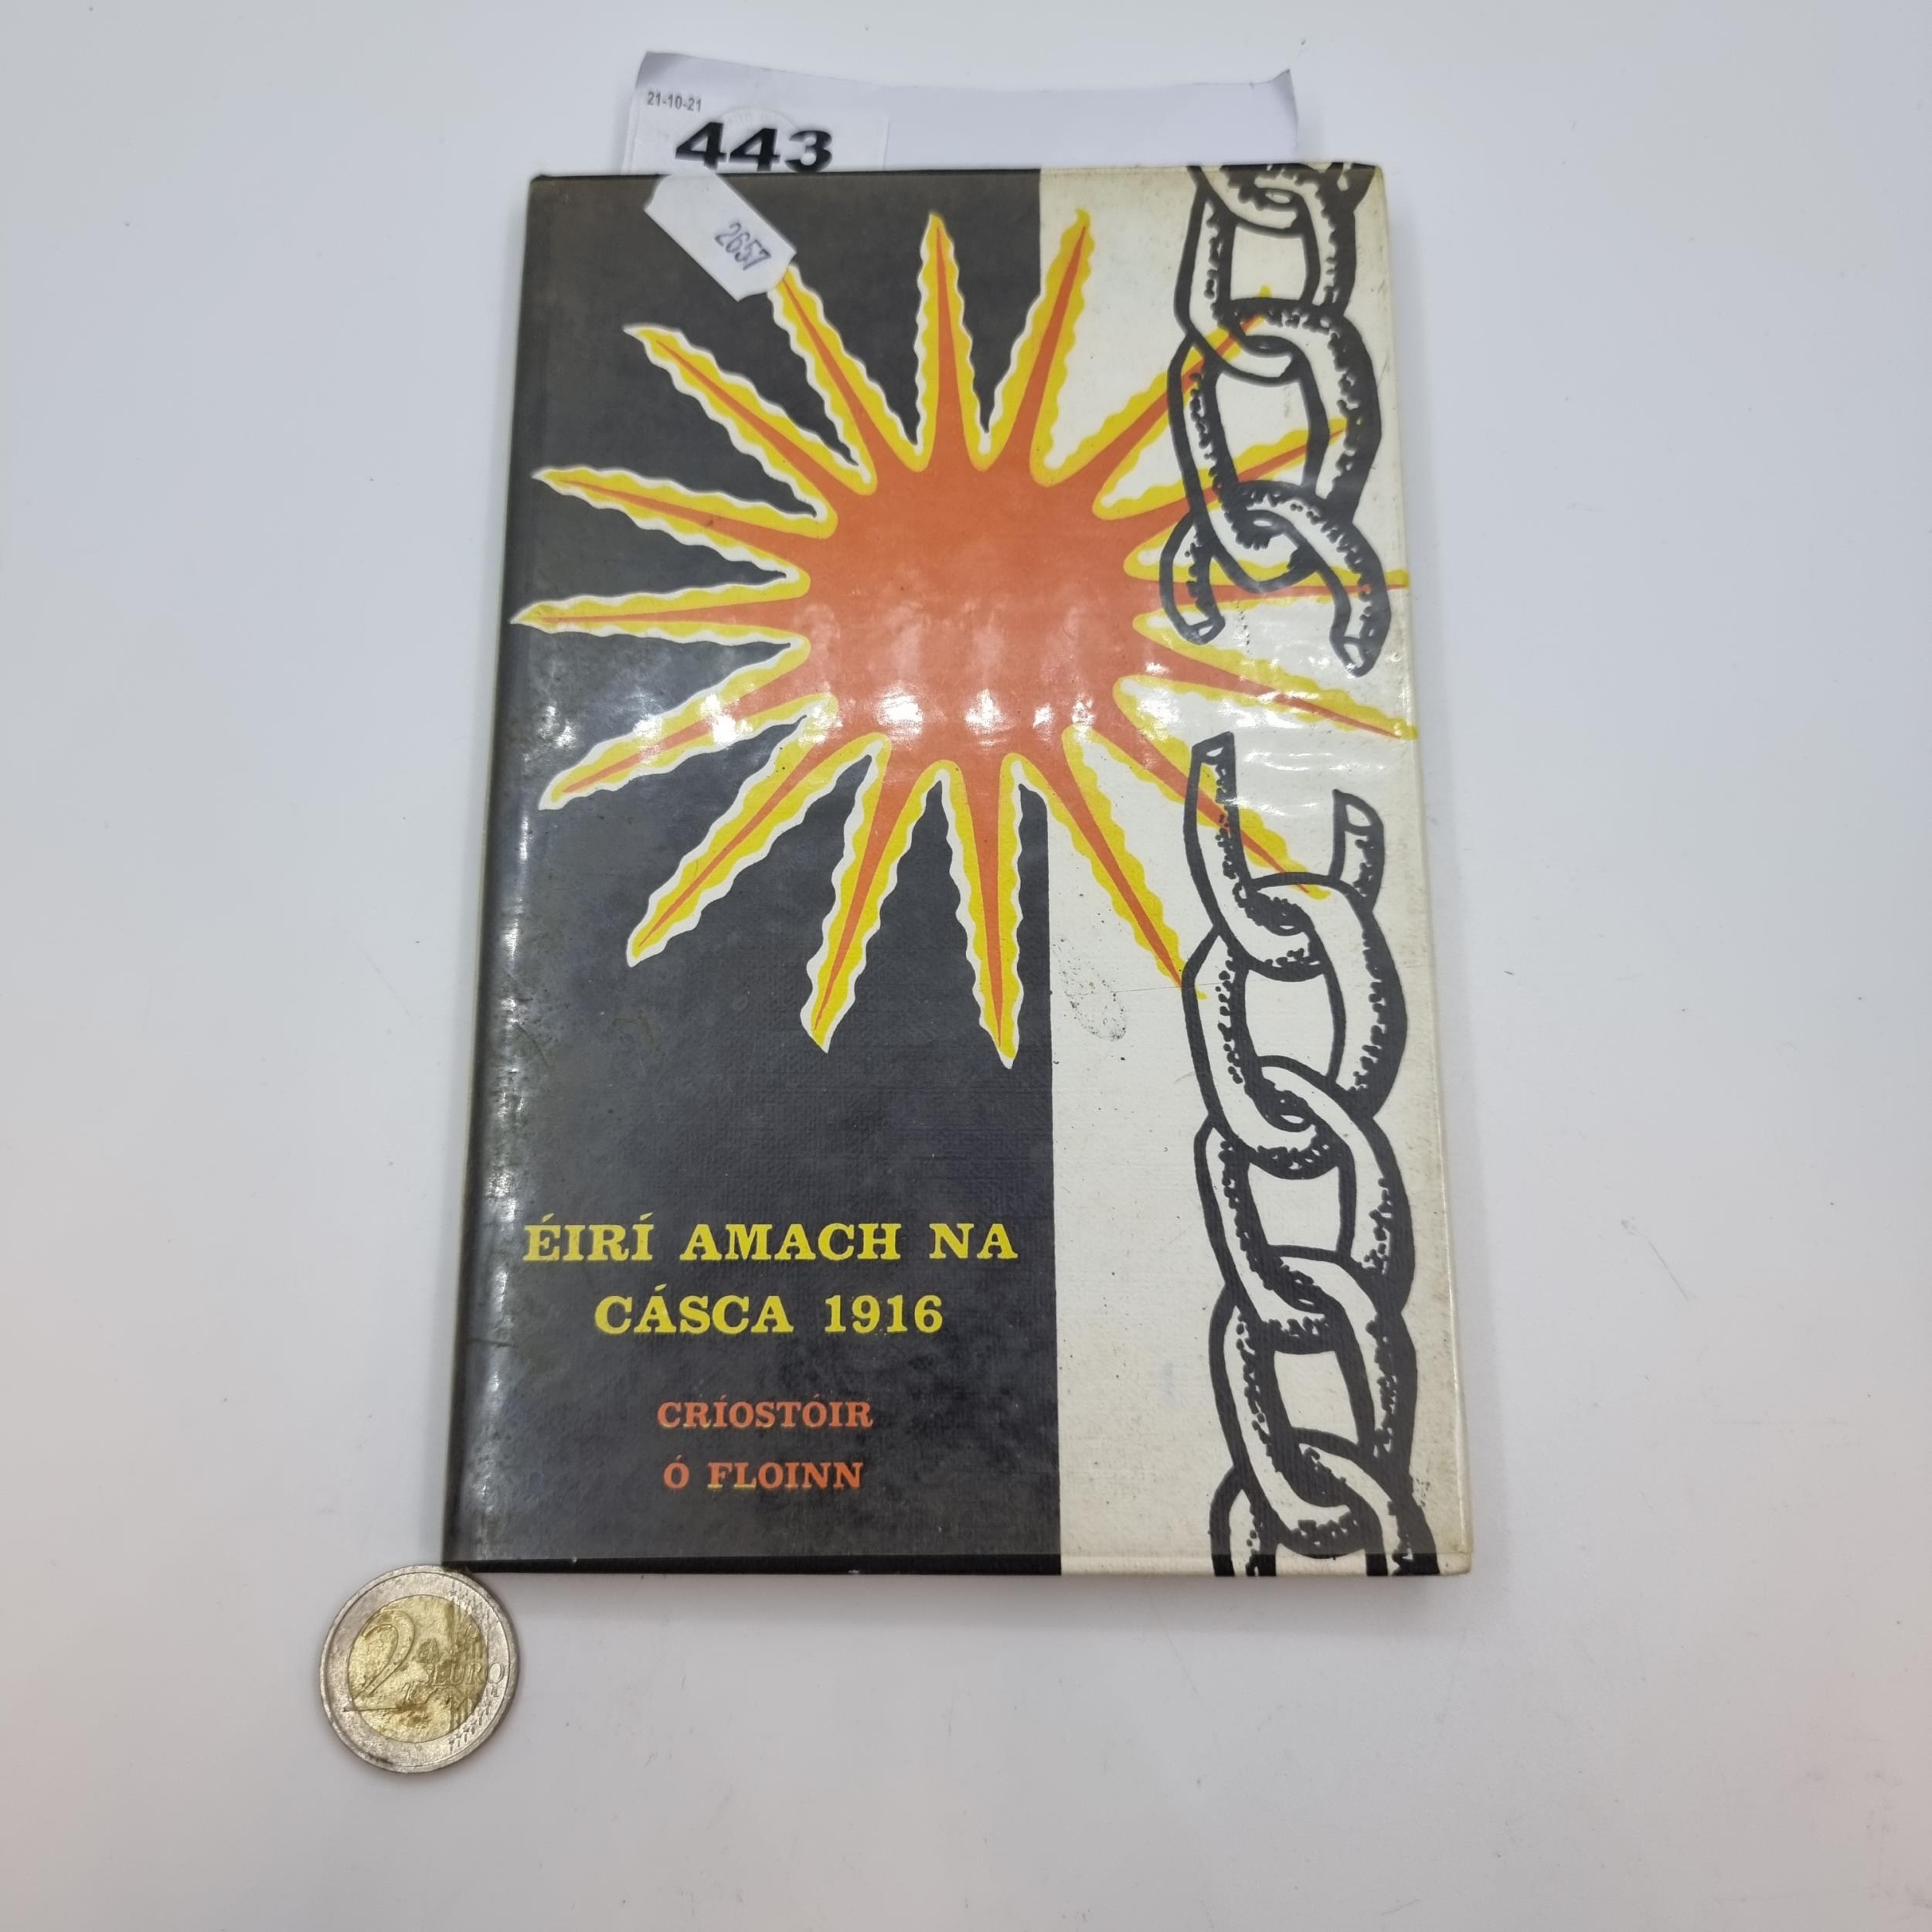 21-10-21
443
2657
ÉIRÍ AMACH NA
CÁSCA 1916
CRÍOSTÓIR
Ó FLOINN
2 EURO